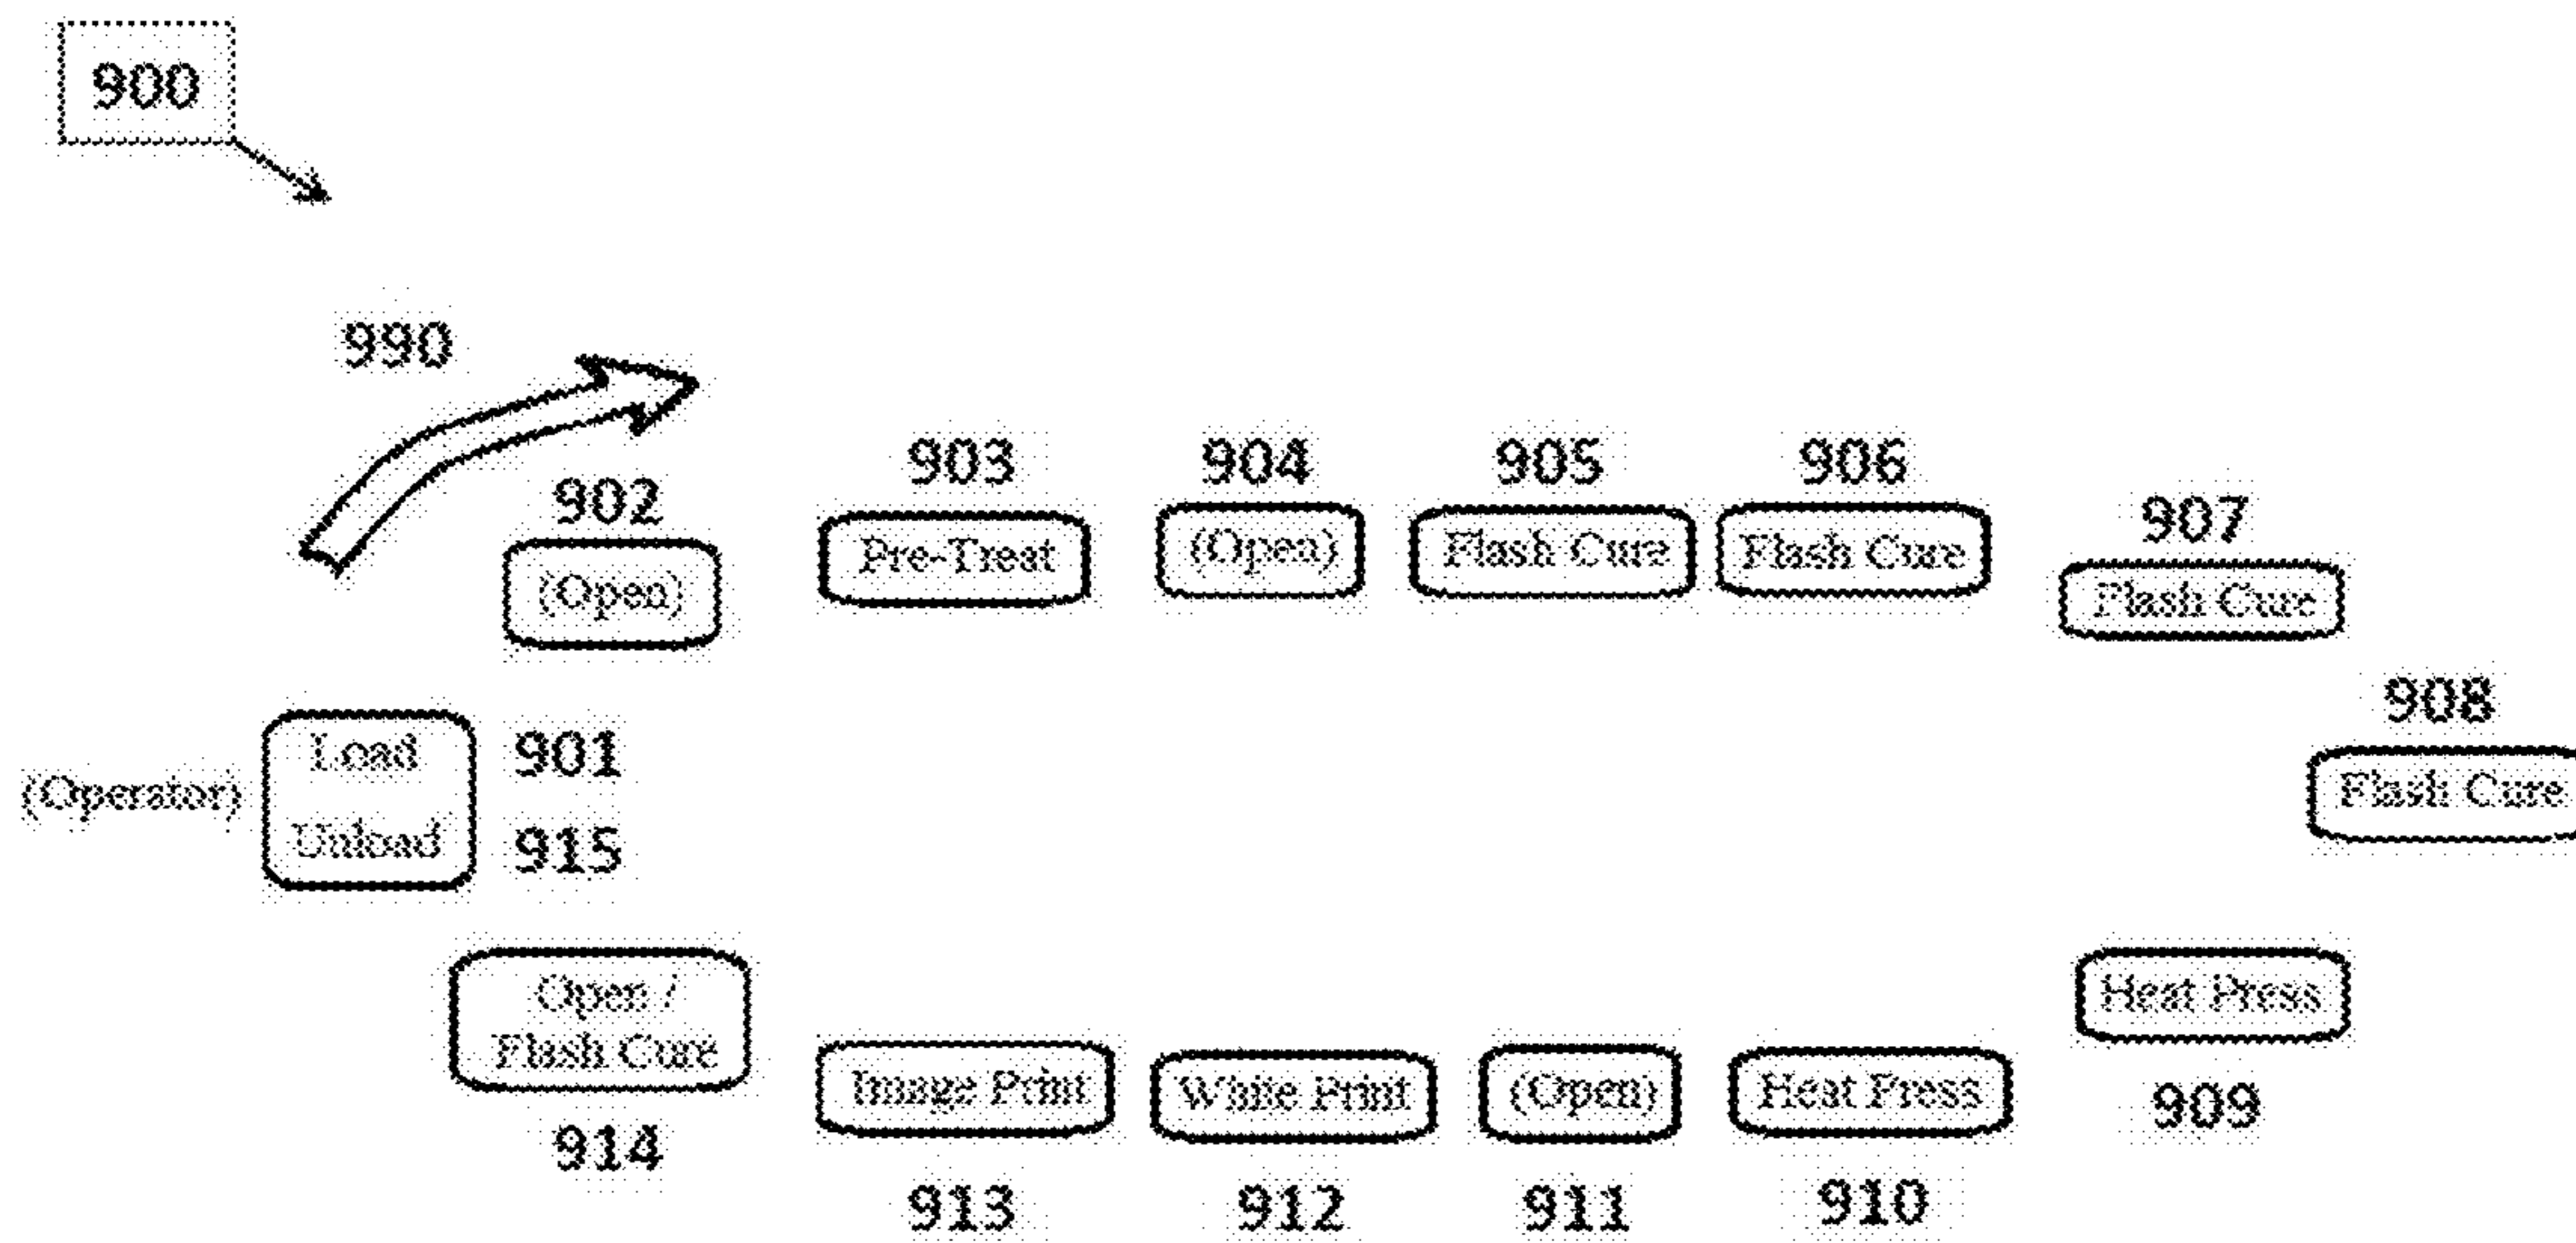 900
990
902
(Open)
903
Pre-Treat
904
(Open)
905
Flash Cure
906
Flash Cure
907
Flash Cure
908
Flash Cure
(Operator)
Load
901
Unload
915
Open /
Flash Cure
914
Image Print
913
White Print
912
(Open)
911
Heat Press
910
Heat Press
909